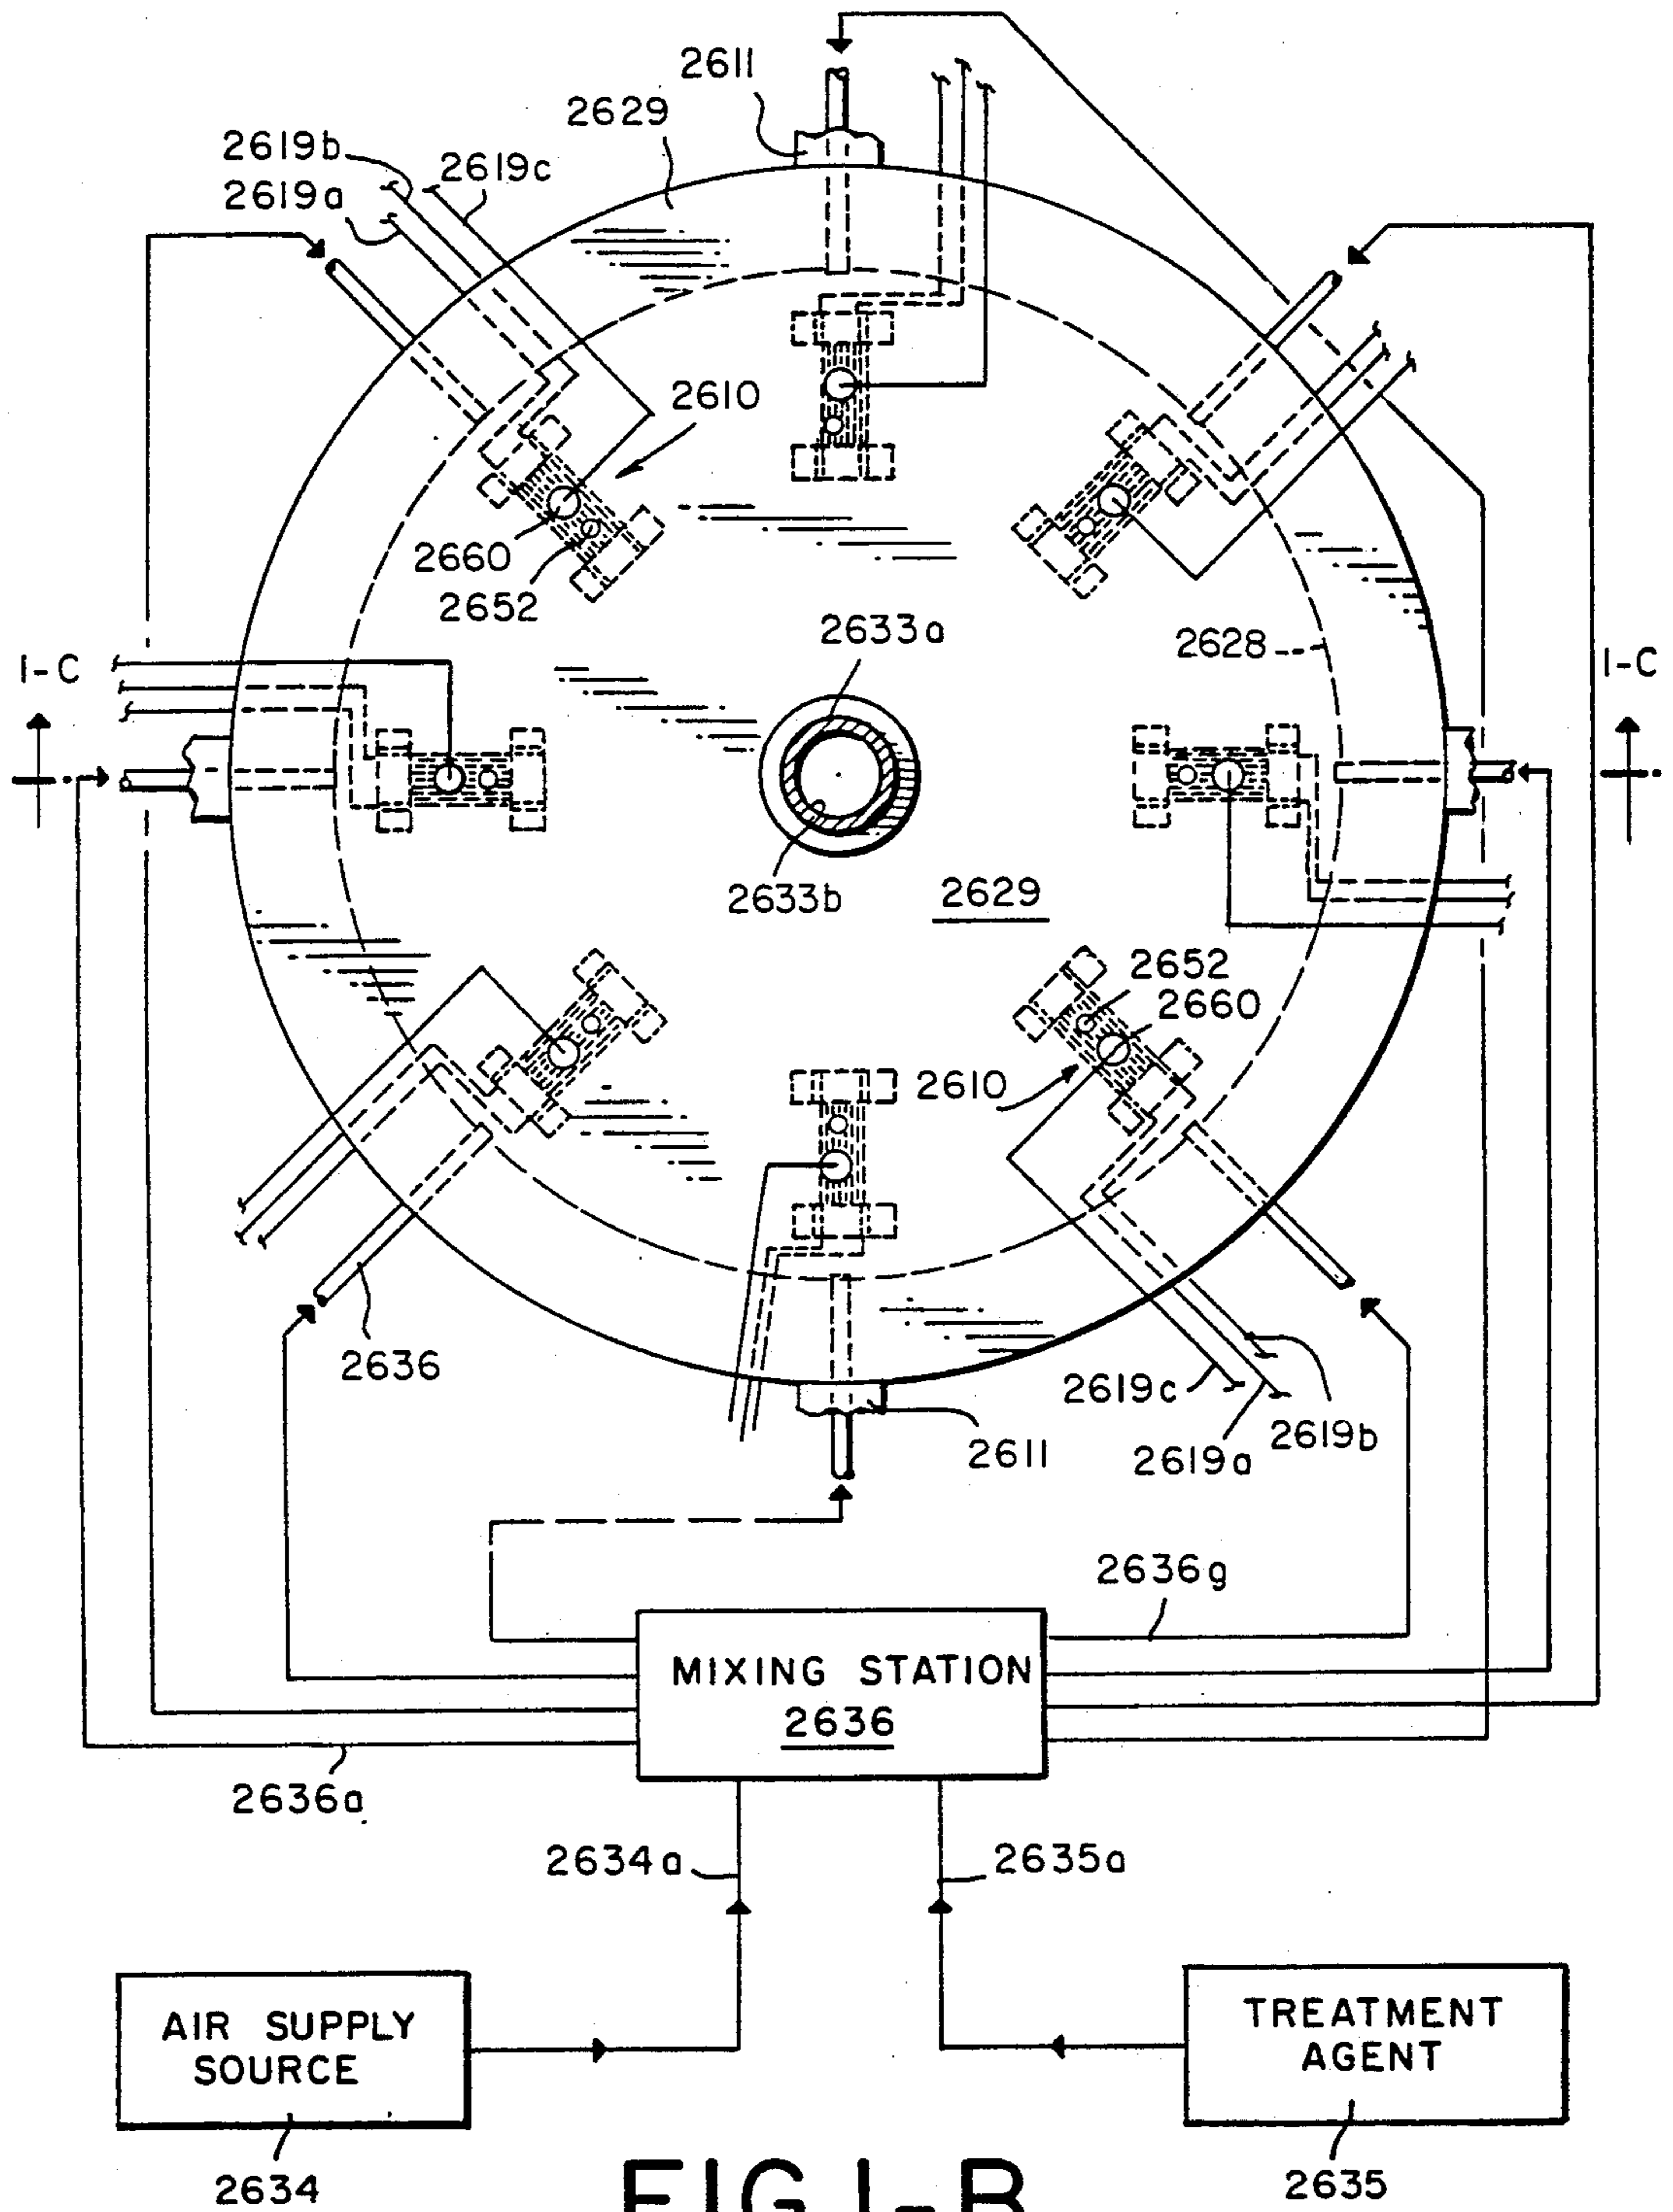 2611
2629
2619b
2619c
2619a
2610
2660
2652
2633a
2628
I-C
I-C
2633b
2629
2652
2660
2610
2636
2619c
2619b
2611
2619a
2636g
MIXING STATION
2636
2636a
2634a
2635a
AIR SUPPLY
SOURCE
TREATMENT
AGENT
2634
2635
FIG.I-B